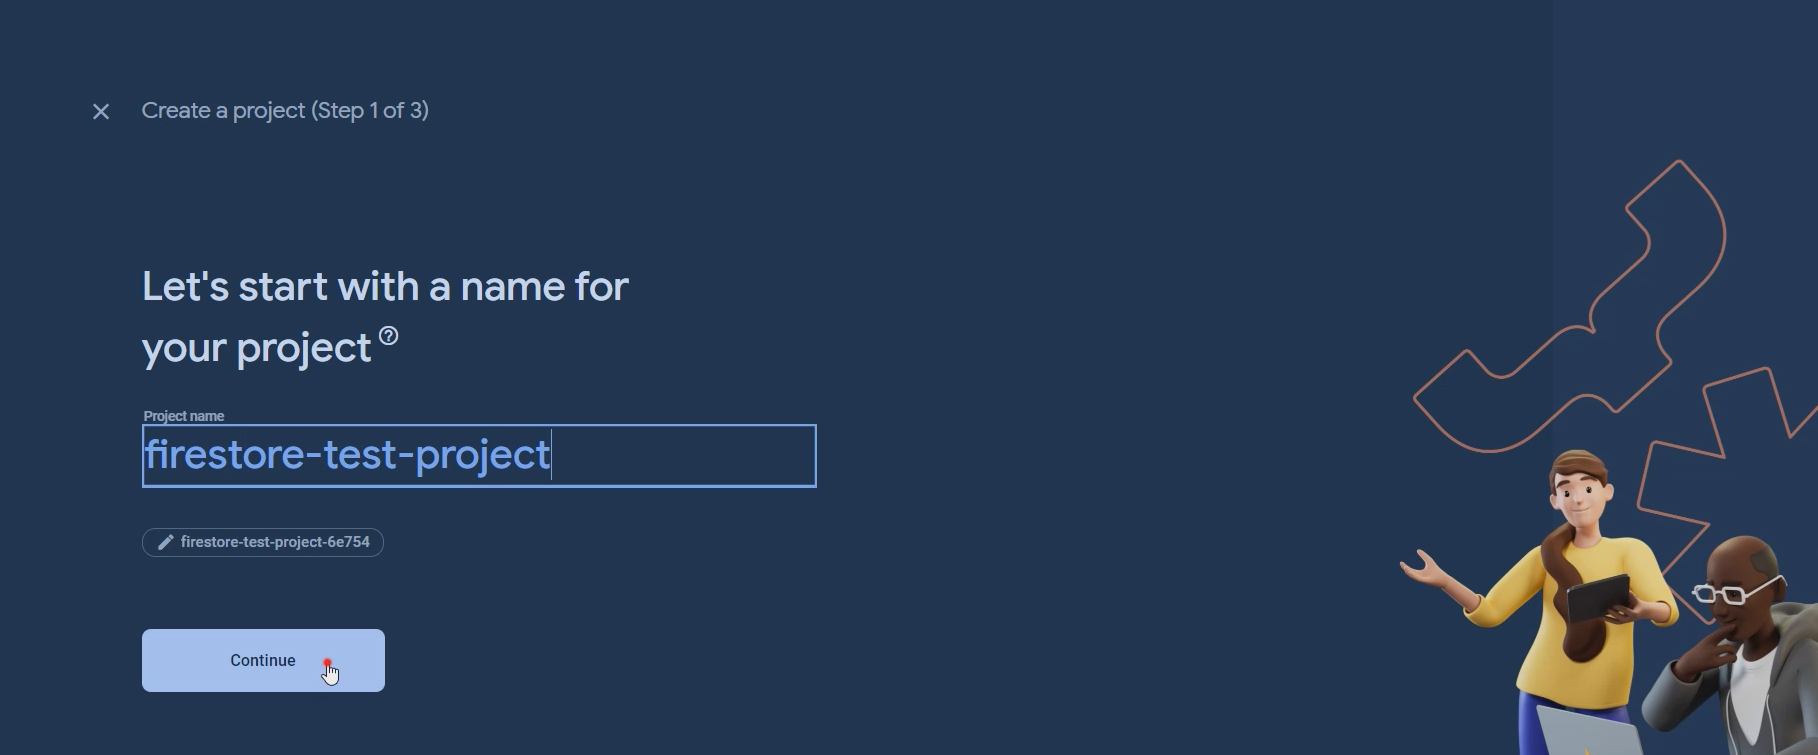 Create a project (Step 1 of 3)
Let's start with a name for
your project
Project name
firestore-test-project
firestore-test-project-6e754
Continue